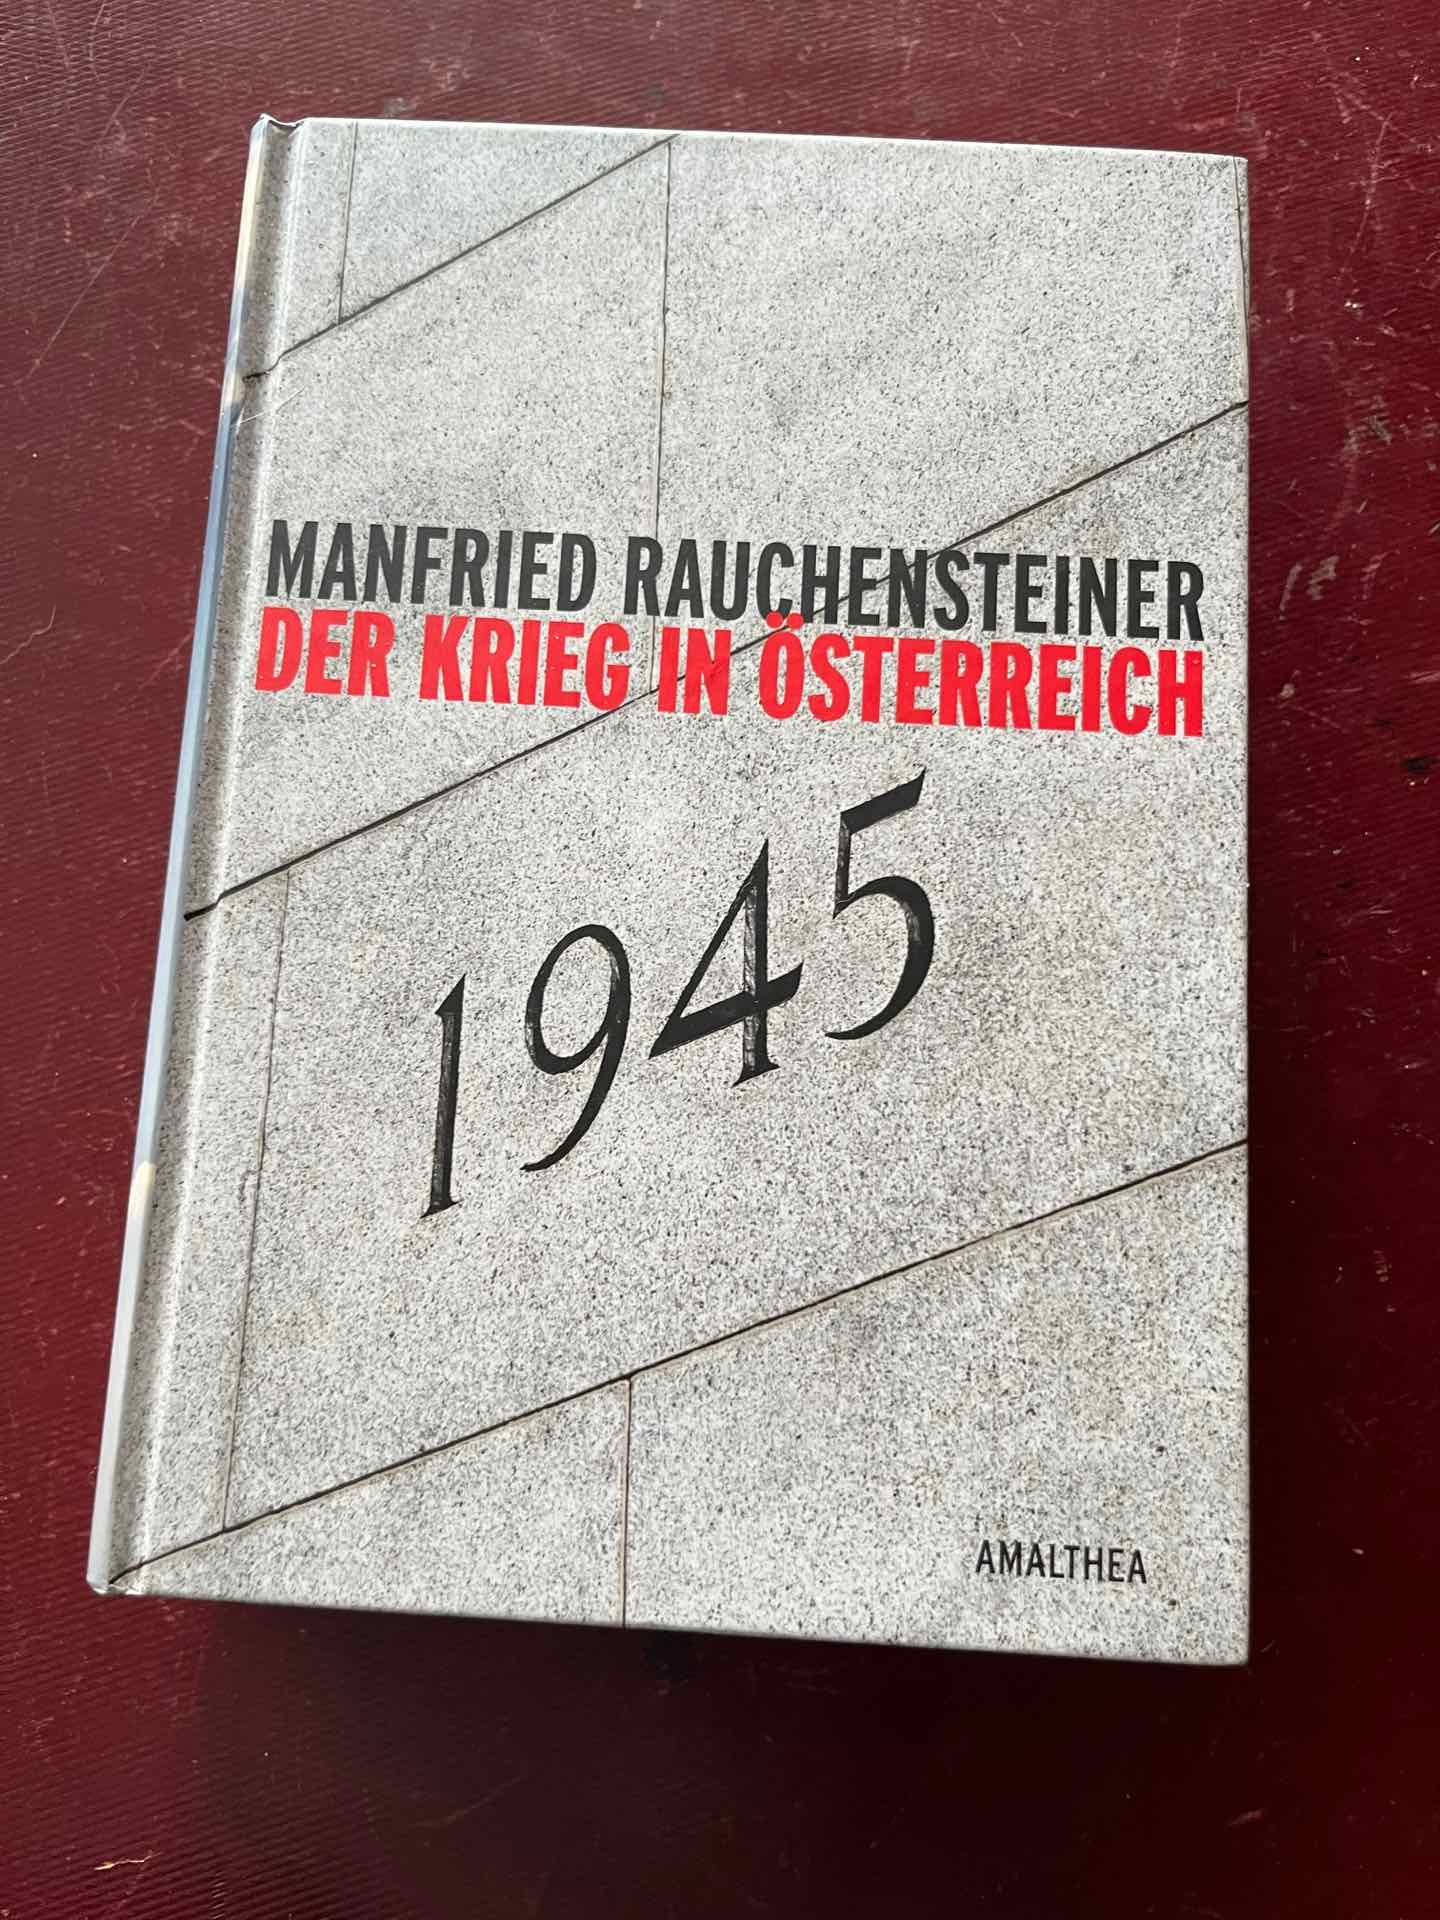 MANFRIED RAUCHENSTEINER
DER KRIEG IN ÖSTERREICH
1945
AMALTHEA